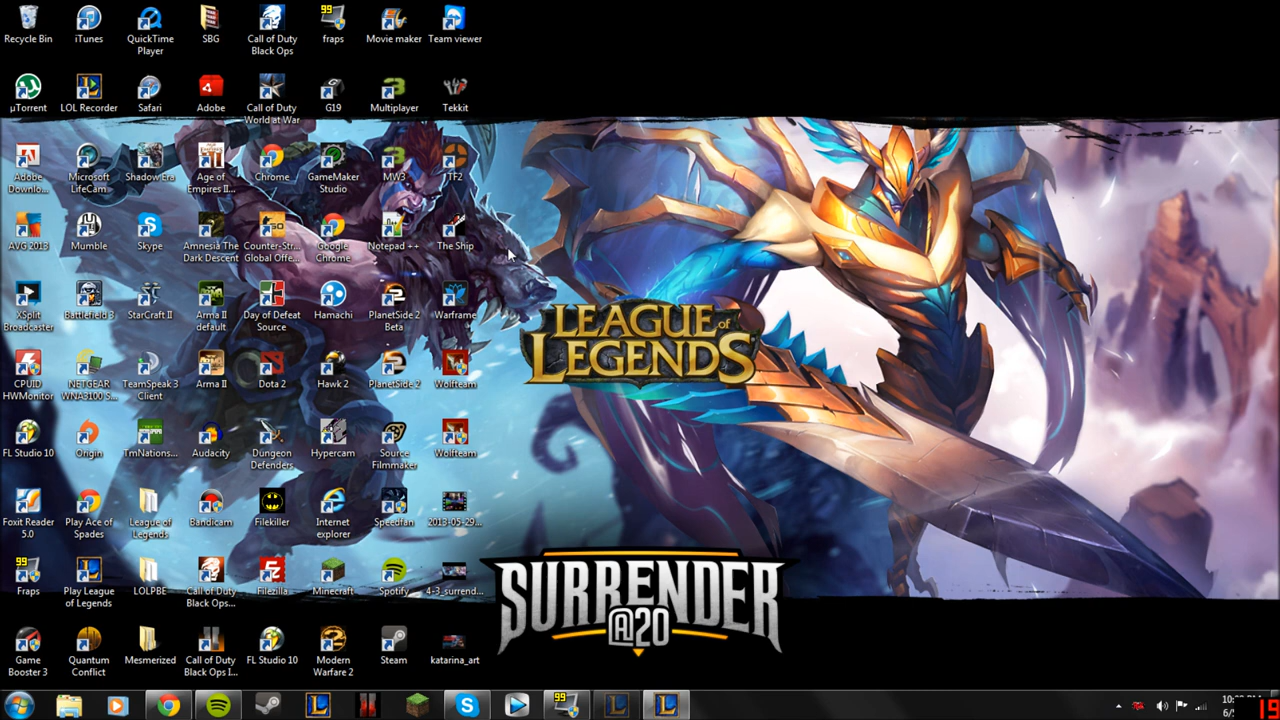 Recycle Bin
iTunes
QuickTime
Player
SBG
Call of Duty
Black Ops
99
fraps
Movie maker
Team viewer
µTorrent
LOL Recorder
Safari
Adobe
Call of Duty
World at War
G19
Multiplayer
Tekkit
Adobe
Downlo...
Microsoft
LifeCam
Shadow Era
Age of
Empires II...
Chrome
GameMaker
Studio
MW3
TF2
AVG 2013
Mumble
Skype
Amnesia The
Dark Descent
Counter-Str...
Global Offe...
Google
Chrome
Notepad ++
The Ship
XSplit
Broadcaster
Battlefield 3
StarCraft II
Arma II
default
Day of Defeat
Source
Hamachi
PlanetSide 2
Beta
Warframe
LEAGUE of
LEGENDS
CPUID
HWMonitor
NETGEAR
WNA3100 S...
TeamSpeak 3
Client
Arma II
Dota 2
Hawk 2
PlanetSide 2
Wolfteam
FL Studio 10
Origin
TmNations...
Audacity
Dungeon
Defenders
Hypercam
Source
Filmmaker
Wolfteam
Foxit Reader
5.0
Play Ace of
Spades
League of
Legends
Bandicam
Filekiller
Internet
explorer
Speedfan
2013-05-29...
99
Fraps
Play League
of Legends
LOLPBE
Call of Duty
Black Ops...
Filezilla
Minecraft
Spotify
4-3_surrend...
SURRENDER
@20
Game
Booster 3
Quantum
Conflict
Mesmerized
Call of Duty
Black Ops I...
FL Studio 10
Modern
Warfare 2
Steam
katarina_art
99
19